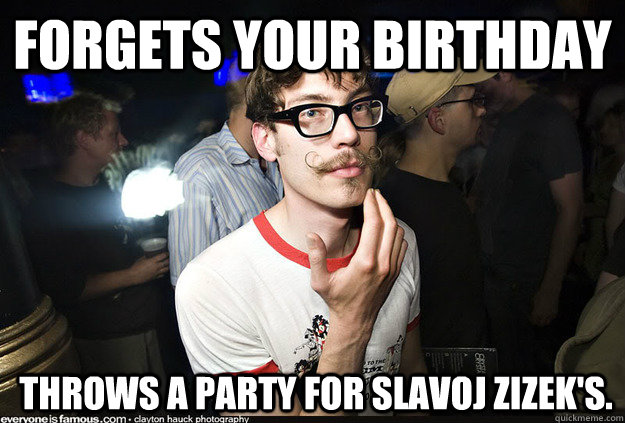 FORGETS YOUR BIRTHDAY
THROWS A PARTY FOR SLAVOJ ZIZEK'S.
everyoneisfamous.com • clayton hauck photography
quickmeme.com